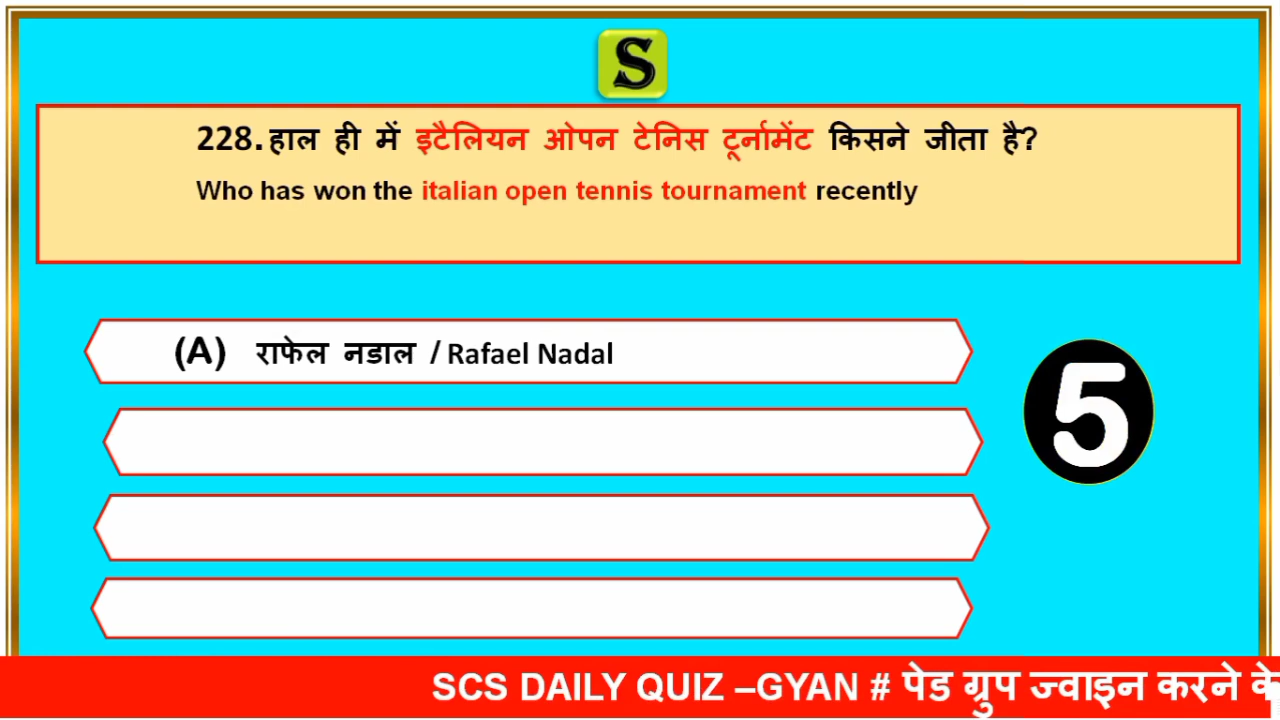 S
228. हाल ही में इटैलियन ओपन टेनिस टूर्नामेंट किसने जीता है?
Who has won the italian open tennis tournament recently
(A) राफेल नडाल / Rafael Nadal
5
SCS DAILY QUIZ –GYAN # पेड ग्रुप ज्वाइन करने के